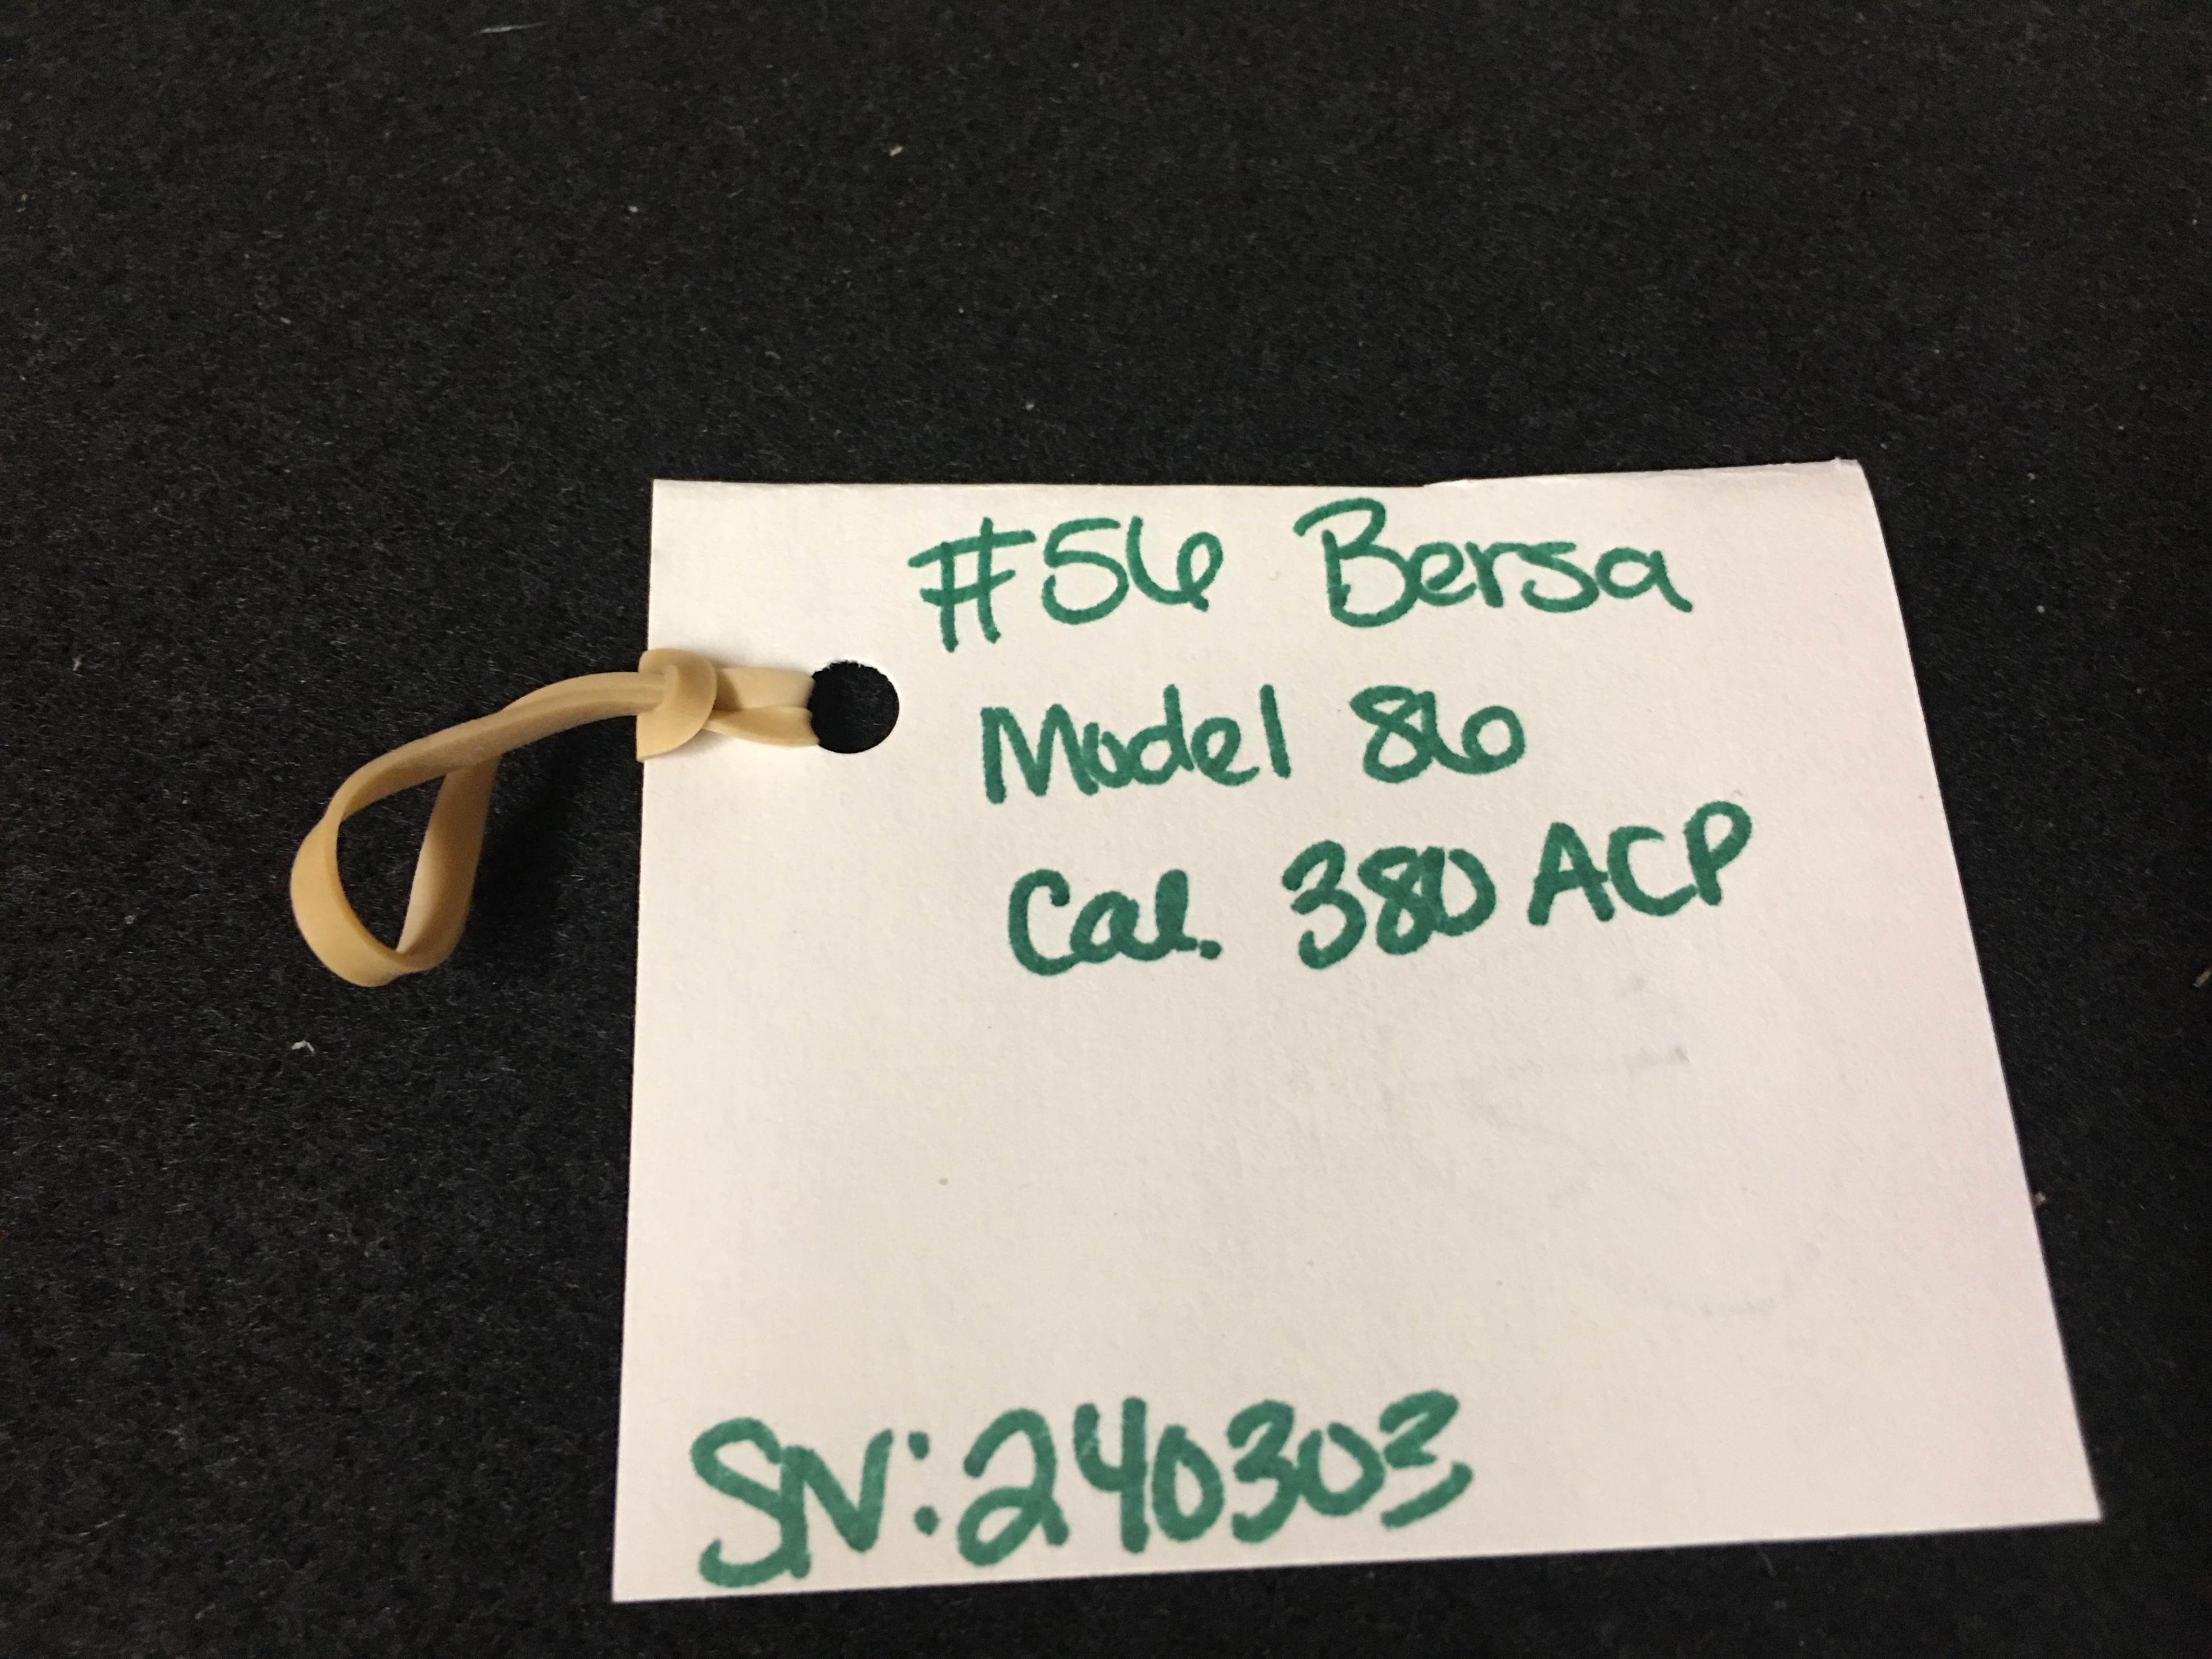 #56 Bersa
Model 86
Cal. 380 ACP
SN:240303